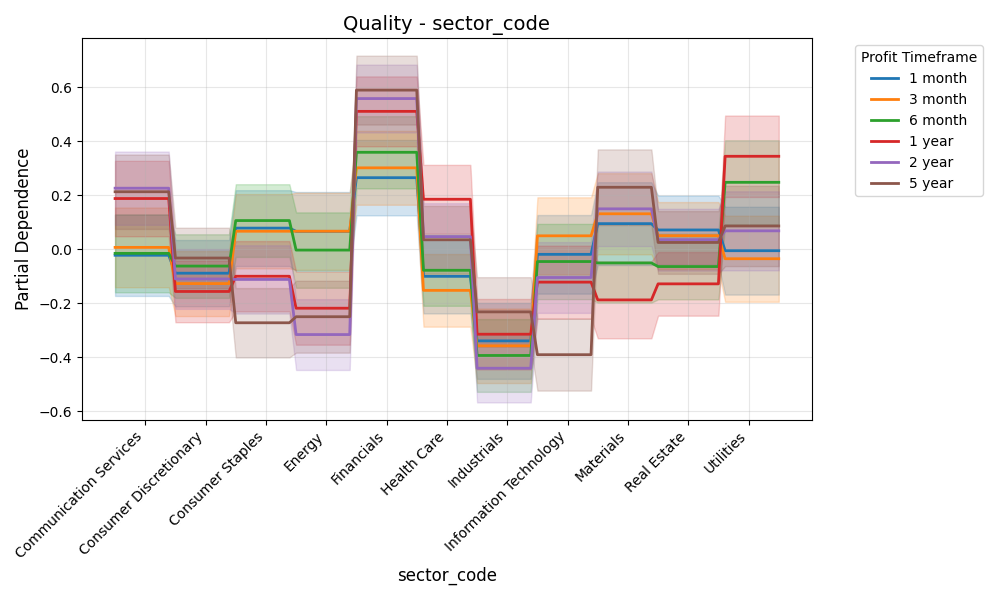 Quality - sector_code
Profit Timeframe
1 month
3 month
6 month
1 year
2 year
5 year
Partial Dependence
0.6
0.4
0.2
0.0
−0.2
−0.4
−0.6
Communication Services
Consumer Discretionary
Consumer Staples
Energy
Financials
Health Care
Industrials
Information Technology
Materials
Real Estate
Utilities
sector_code